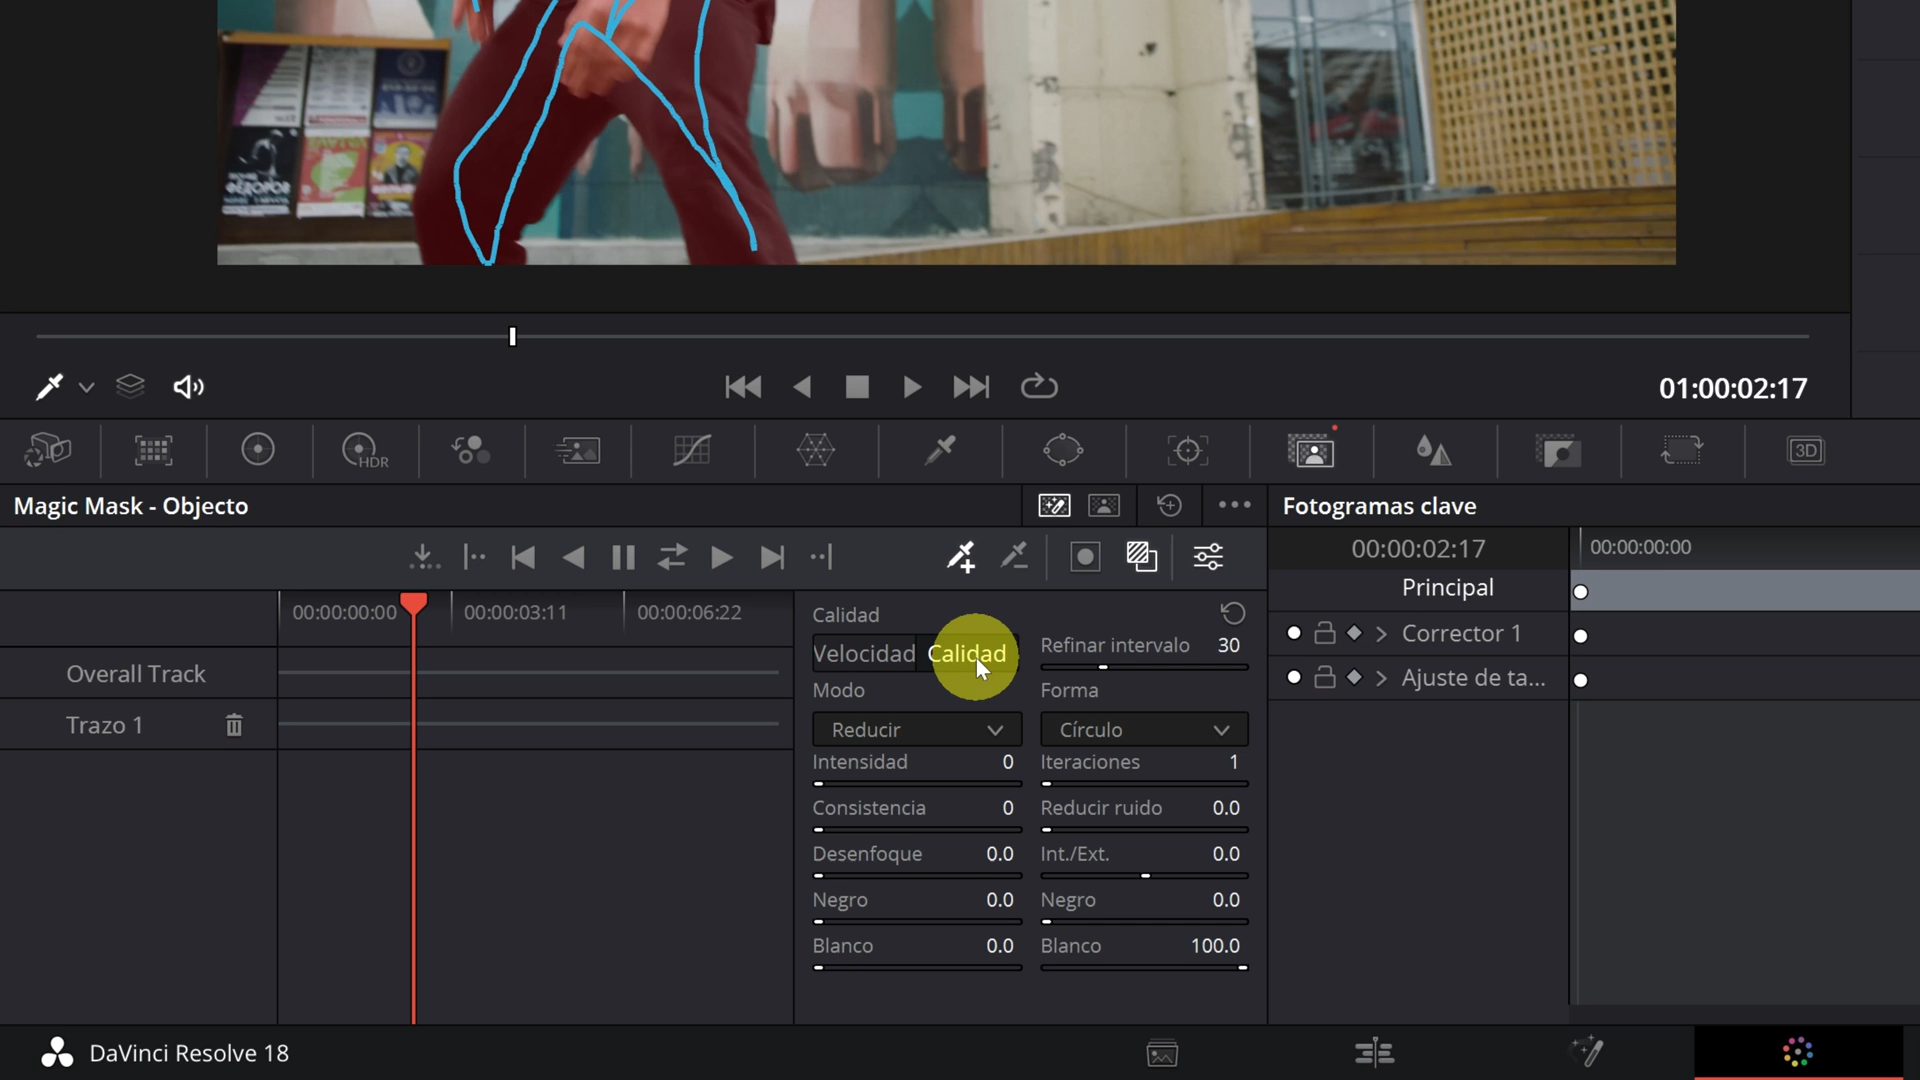 ФЁДОРОВ
01:00:02:17
HDR
3D
Magic Mask - Objecto
Fotogramas clave
00:00:02:17
00:00:00:00
Principal
Corrector 1
Ajuste de ta...
00:00:00:00
00:00:03:11
00:00:06:22
Overall Track
Trazo 1
Calidad
Velocidad
Calidad
Refinar intervalo 30
Modo
Forma
Reducir
Círculo
Intensidad 0
Iteraciones 1
Consistencia 0
Reducir ruido 0.0
Desenfoque 0.0
Int./Ext. 0.0
Negro 0.0
Negro 0.0
Blanco 0.0
Blanco 100.0
DaVinci Resolve 18